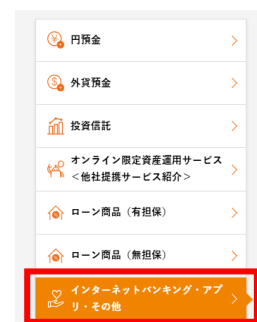 円預金
外貨預金
投資信託
オンライン限定資産運用サービス
<他社提携サービス紹介>
ローン商品（有担保）
ローン商品（無担保）
インターネットバンキング・アプ
リ・その他